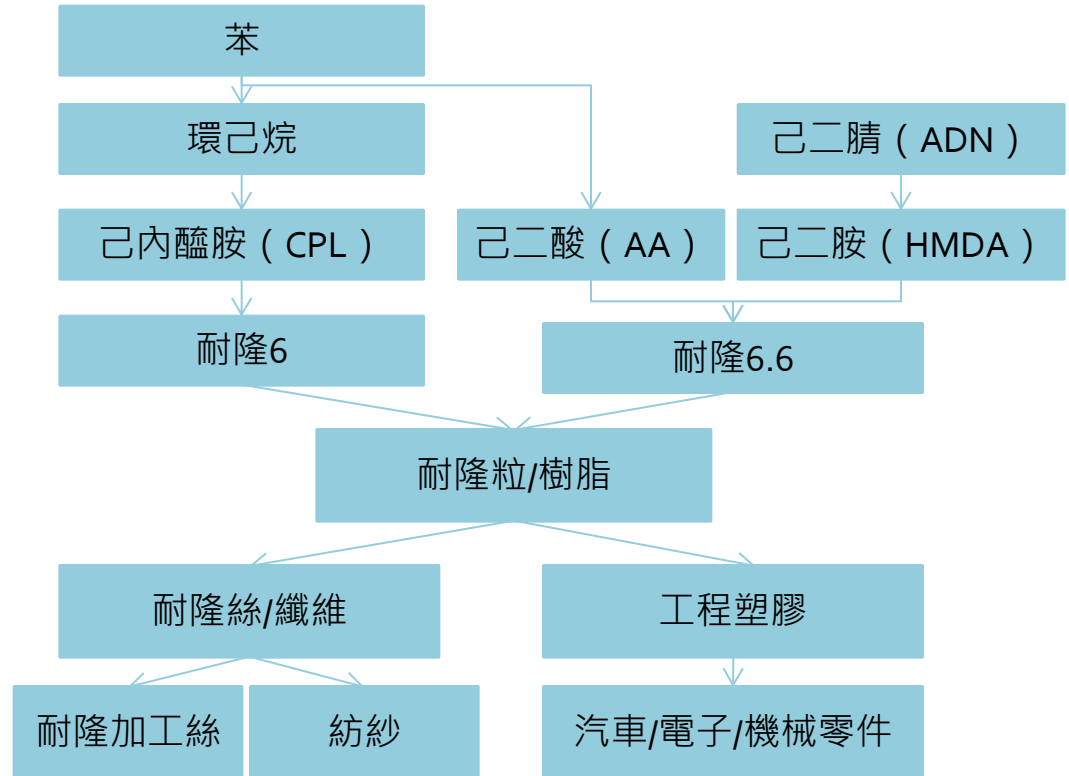 苯
環己烷
己二腈（ADN）
己內醯胺（CPL）
己二酸（AA）
己二胺（HMDA）
耐隆6
耐隆6.6
耐隆粒/樹脂
耐隆絲/纖維
工程塑膠
耐隆加工絲
紡紗
汽車/電子/機械零件